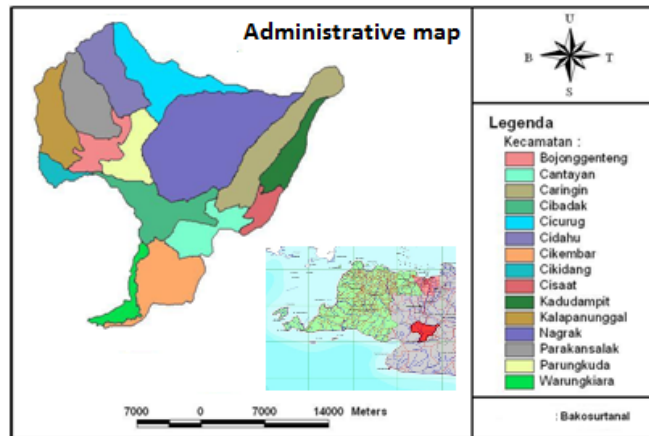 Administrative map
U
B
T
S
Legenda
Kecamatan :
Bojonggenteng
Cantayan
Caringin
Cibadak
Cicurug
Cidahu
Cikembar
Cikidang
Cisaat
Kadudampit
Kalapanunggal
Nagrak
Parakansalak
Parungkuda
Warungkiara
7000 0 7000 14000 Meters
: Bakosurtanal